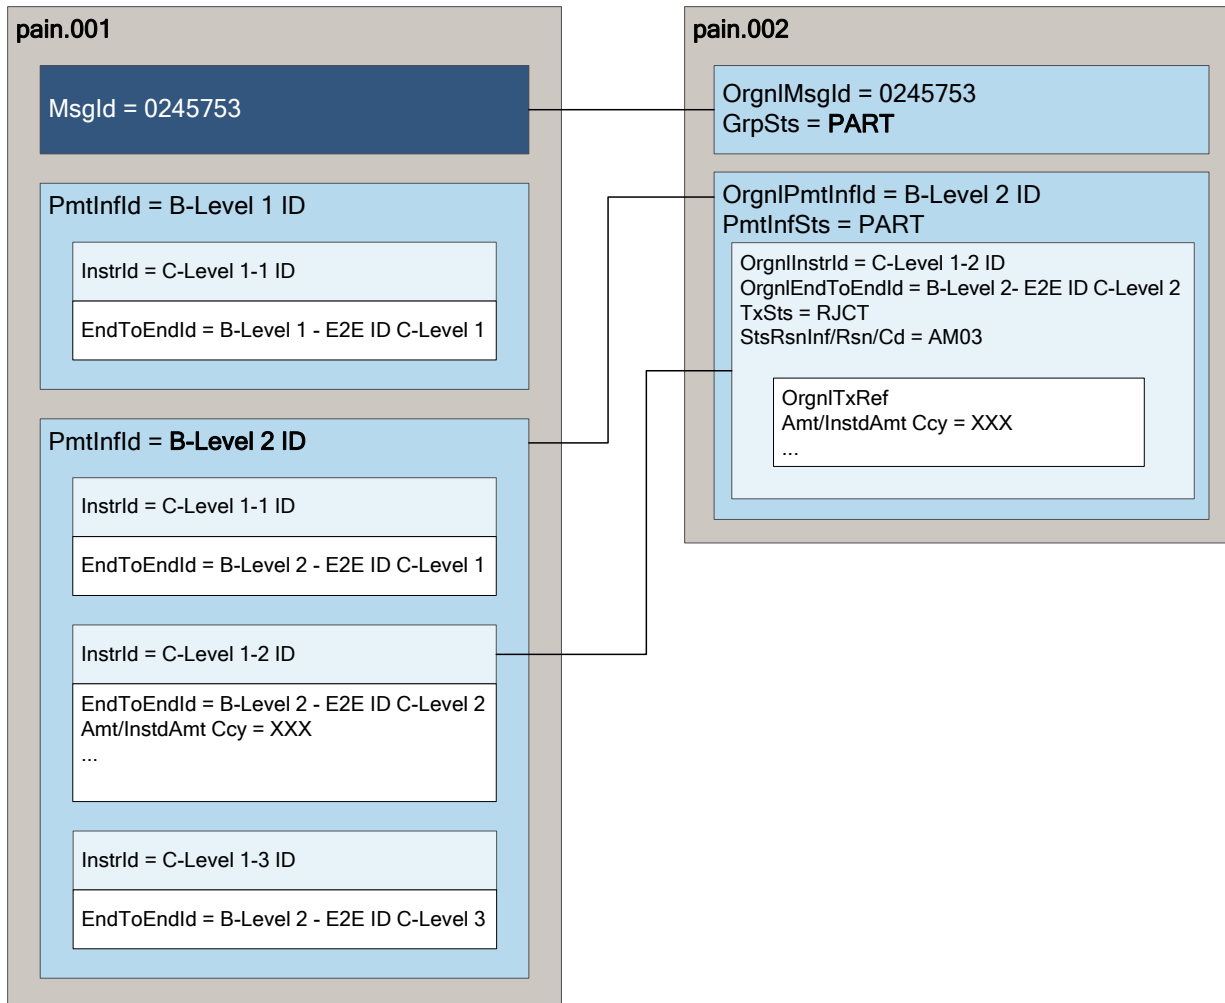 pain.001
MsgId = 0245753
PmtInfId = B-Level 1 ID
InstrId = C-Level 1-1 ID
EndToEndId = B-Level 1 - E2E ID C-Level 1
PmtInfId = B-Level 2 ID
InstrId = C-Level 1-1 ID
EndToEndId = B-Level 2 - E2E ID C-Level 1
InstrId = C-Level 1-2 ID
EndToEndId = B-Level 2 - E2E ID C-Level 2
Amt/InstdAmt Ccy = XXX
...
InstrId = C-Level 1-3 ID
EndToEndId = B-Level 2 - E2E ID C-Level 3
pain.002
OrgnlMsgId = 0245753
GrpSts = PART
OrgnlPmtInfId = B-Level 2 ID
PmtInfSts = PART
OrgnlInstrId = C-Level 1-2 ID
OrgnlEndToEndId = B-Level 2- E2E ID C-Level 2
TxSts = RJCT
StsRsnInf/Rsn/Cd = AM03
OrgnlTxRef
Amt/InstdAmt Ccy = XXX
...